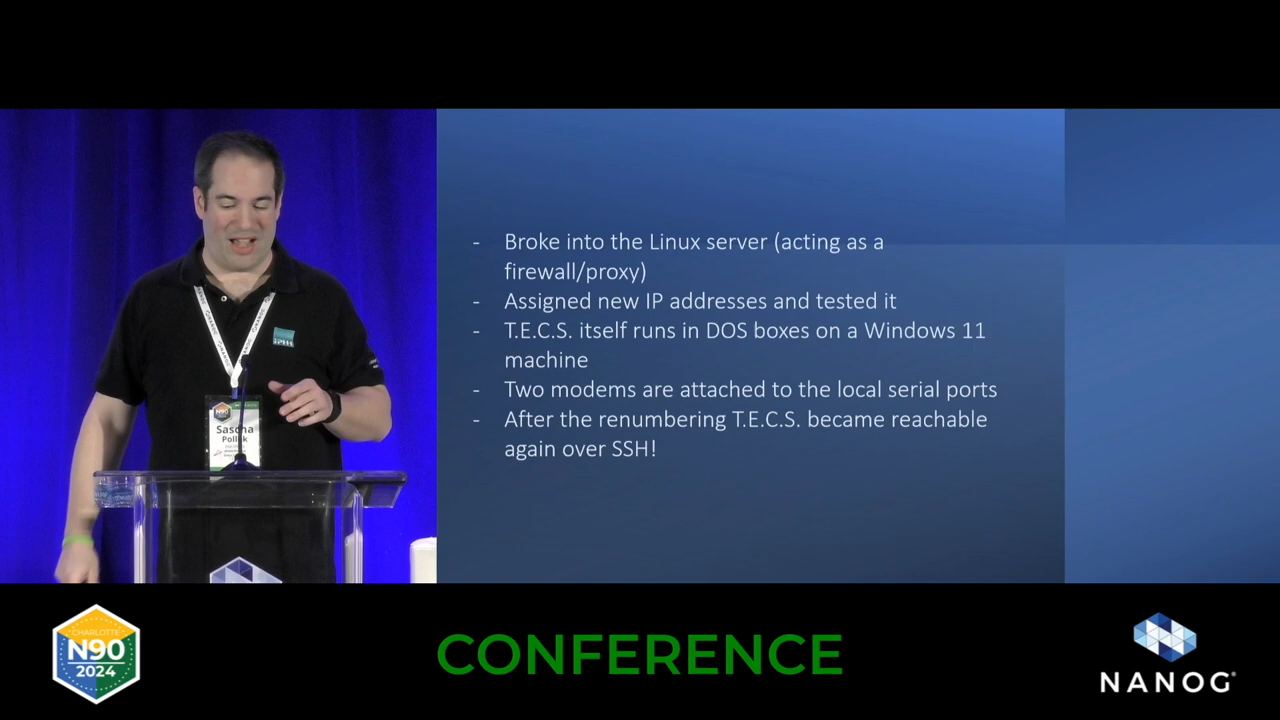 - Broke into the Linux server (acting as a
firewall/proxy)
- Assigned new IP addresses and tested it
- T.E.C.S. itself runs in DOS boxes on a Windows 11
machine
- Two modems are attached to the local serial ports
- After the renumbering T.E.C.S. became reachable
again over SSH!
N90
Sascha
Pollok
CHARLOTTE
N90
2024
CONFERENCE
NANOG®